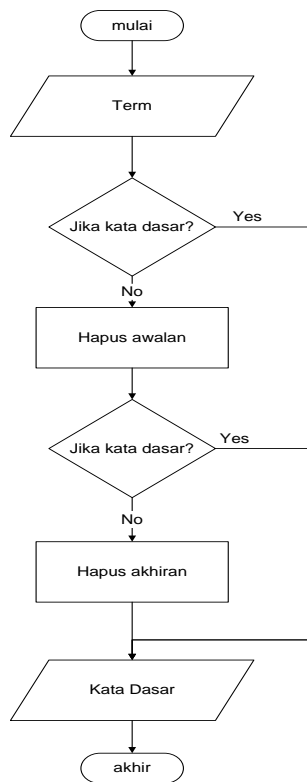 mulai
Term
Jika kata dasar?
Yes
No
Hapus awalan
Jika kata dasar?
Yes
No
Hapus akhiran
Kata Dasar
akhir